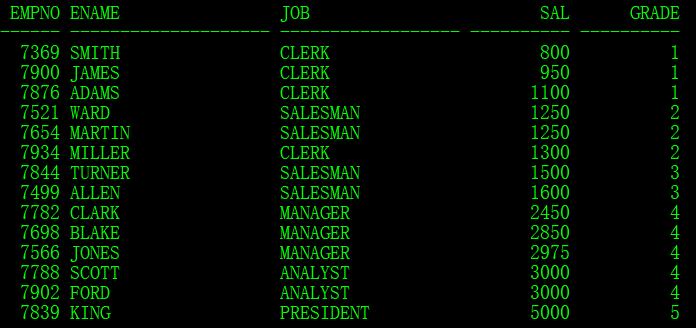 EMPNO ENAME JOB SAL GRADE
------ -------------------- ------------------ ---------- ----------
7369 SMITH CLERK 800 1
7900 JAMES CLERK 950 1
7876 ADAMS CLERK 1100 1
7521 WARD SALESMAN 1250 2
7654 MARTIN SALESMAN 1250 2
7934 MILLER CLERK 1300 2
7844 TURNER SALESMAN 1500 3
7499 ALLEN SALESMAN 1600 3
7782 CLARK MANAGER 2450 4
7698 BLAKE MANAGER 2850 4
7566 JONES MANAGER 2975 4
7788 SCOTT ANALYST 3000 4
7902 FORD ANALYST 3000 4
7839 KING PRESIDENT 5000 5